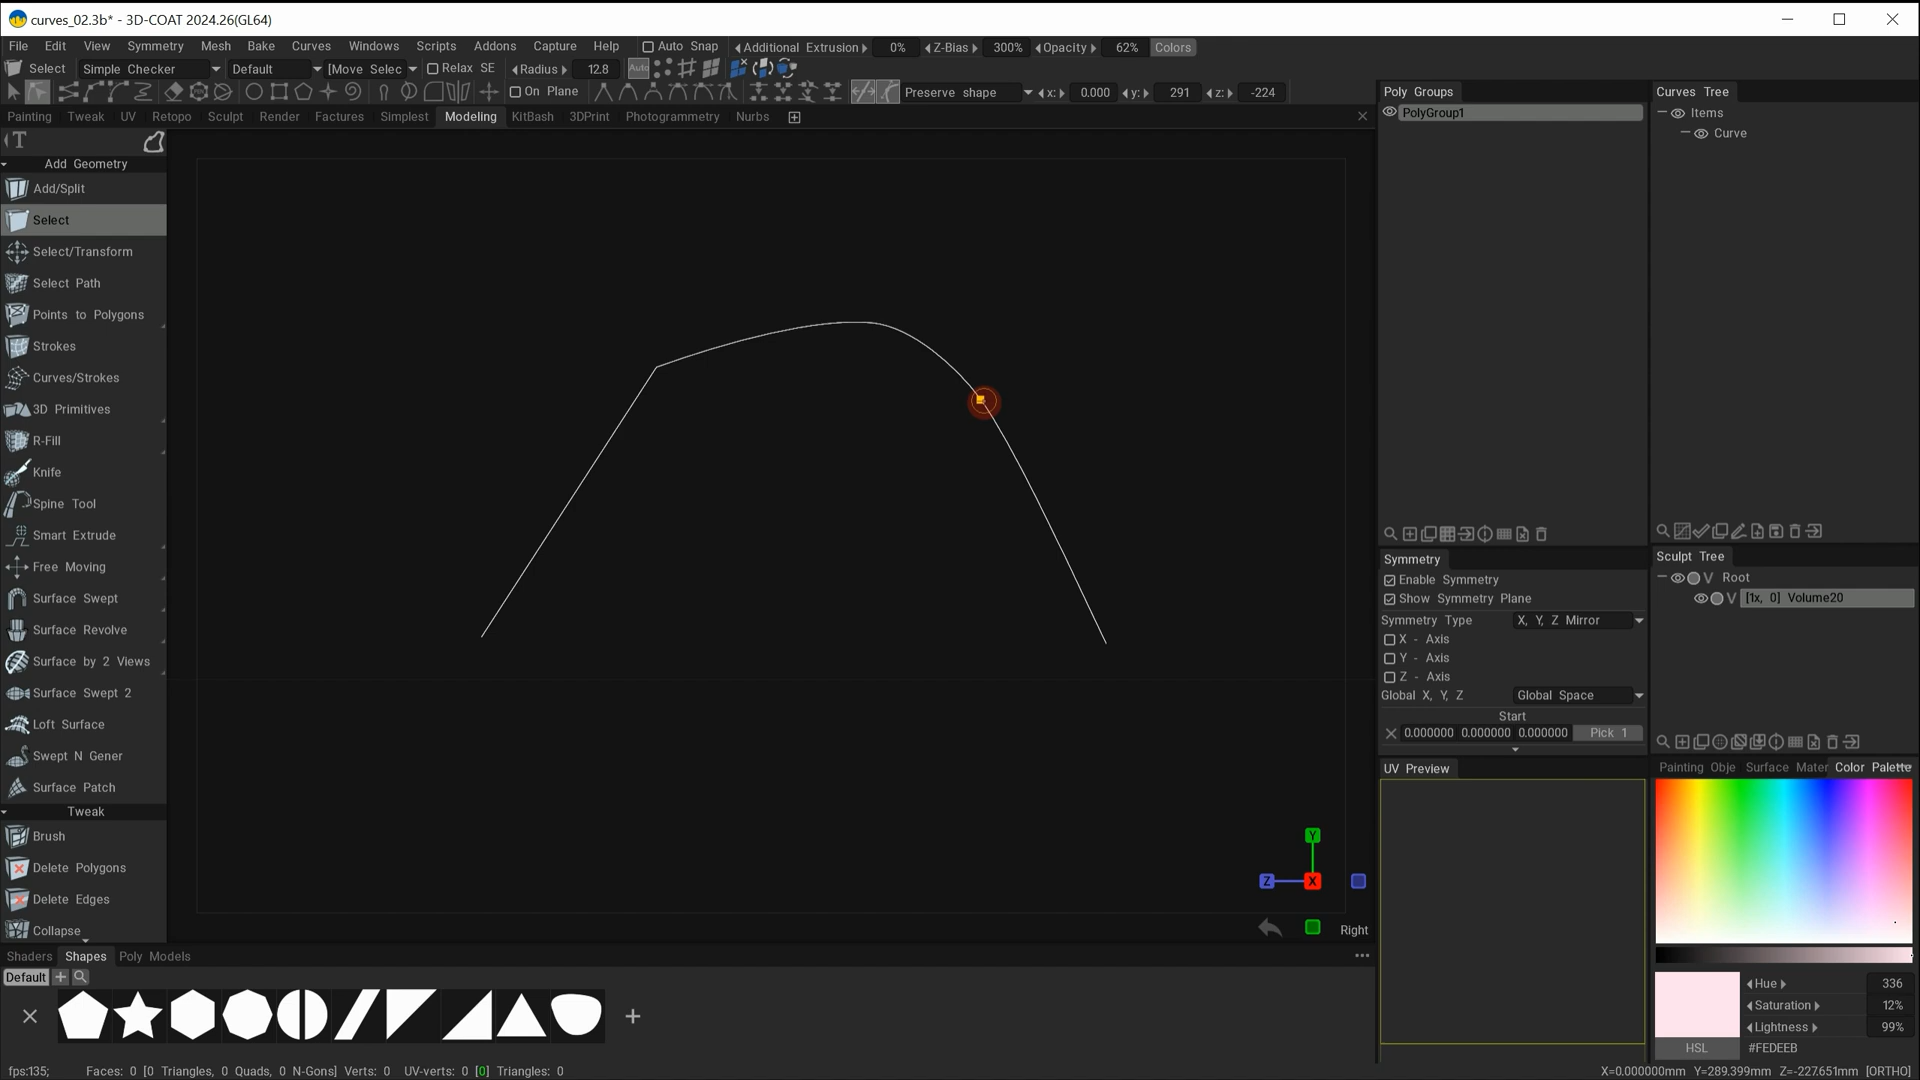 curves_02.3b* - 3D-COAT 2024.26(GL64)
File Edit View Symmetry Mesh Bake Curves Windows Scripts Addons Capture Help Auto Snap Additional Extrusion 0% Z-Bias 300% Opacity 62% Colors
Select Simple Checker Default [Move Selec Relax SE Radius 12.8 Auto
On Plane Preserve shape x: 0.000 y: 291 z: -224
Painting Tweak UV Retopo Sculpt Render Factures Simplest Modeling KitBash 3DPrint Photogrammetry Nurbs
T
Add Geometry
Add/Split
Select
Select/Transform
Select Path
Points to Polygons
Strokes
Curves/Strokes
3D Primitives
R-Fill
Knife
Spine Tool
Smart Extrude
Free Moving
Surface Swept
Surface Revolve
Surface by 2 Views
Surface Swept 2
Loft Surface
Swept N Gener
Surface Patch
Tweak
Brush
Delete Polygons
Delete Edges
Collapse
Y
Z X
Right
Poly Groups
PolyGroup1
Curves Tree
Items
Curve
Symmetry
Enable Symmetry
Show Symmetry Plane
Symmetry Type X, Y, Z Mirror
X - Axis
Y - Axis
Z - Axis
Global X, Y, Z Global Space
Start
0.000000 0.000000 0.000000 Pick 1
UV Preview
Sculpt Tree
V Root
V [1x, 0] Volume20
Painting Obje Surface Mater Color Palette
Hue 336
Saturation 12%
Lightness 99%
HSL #FEDEEB
Shaders Shapes Poly Models
Default
fps:135; Faces: 0 [0 Triangles, 0 Quads, 0 N-Gons] Verts: 0 UV-verts: 0 [0] Triangles: 0
X=0.000000mm Y=289.399mm Z=-227.651mm [ORTHO]